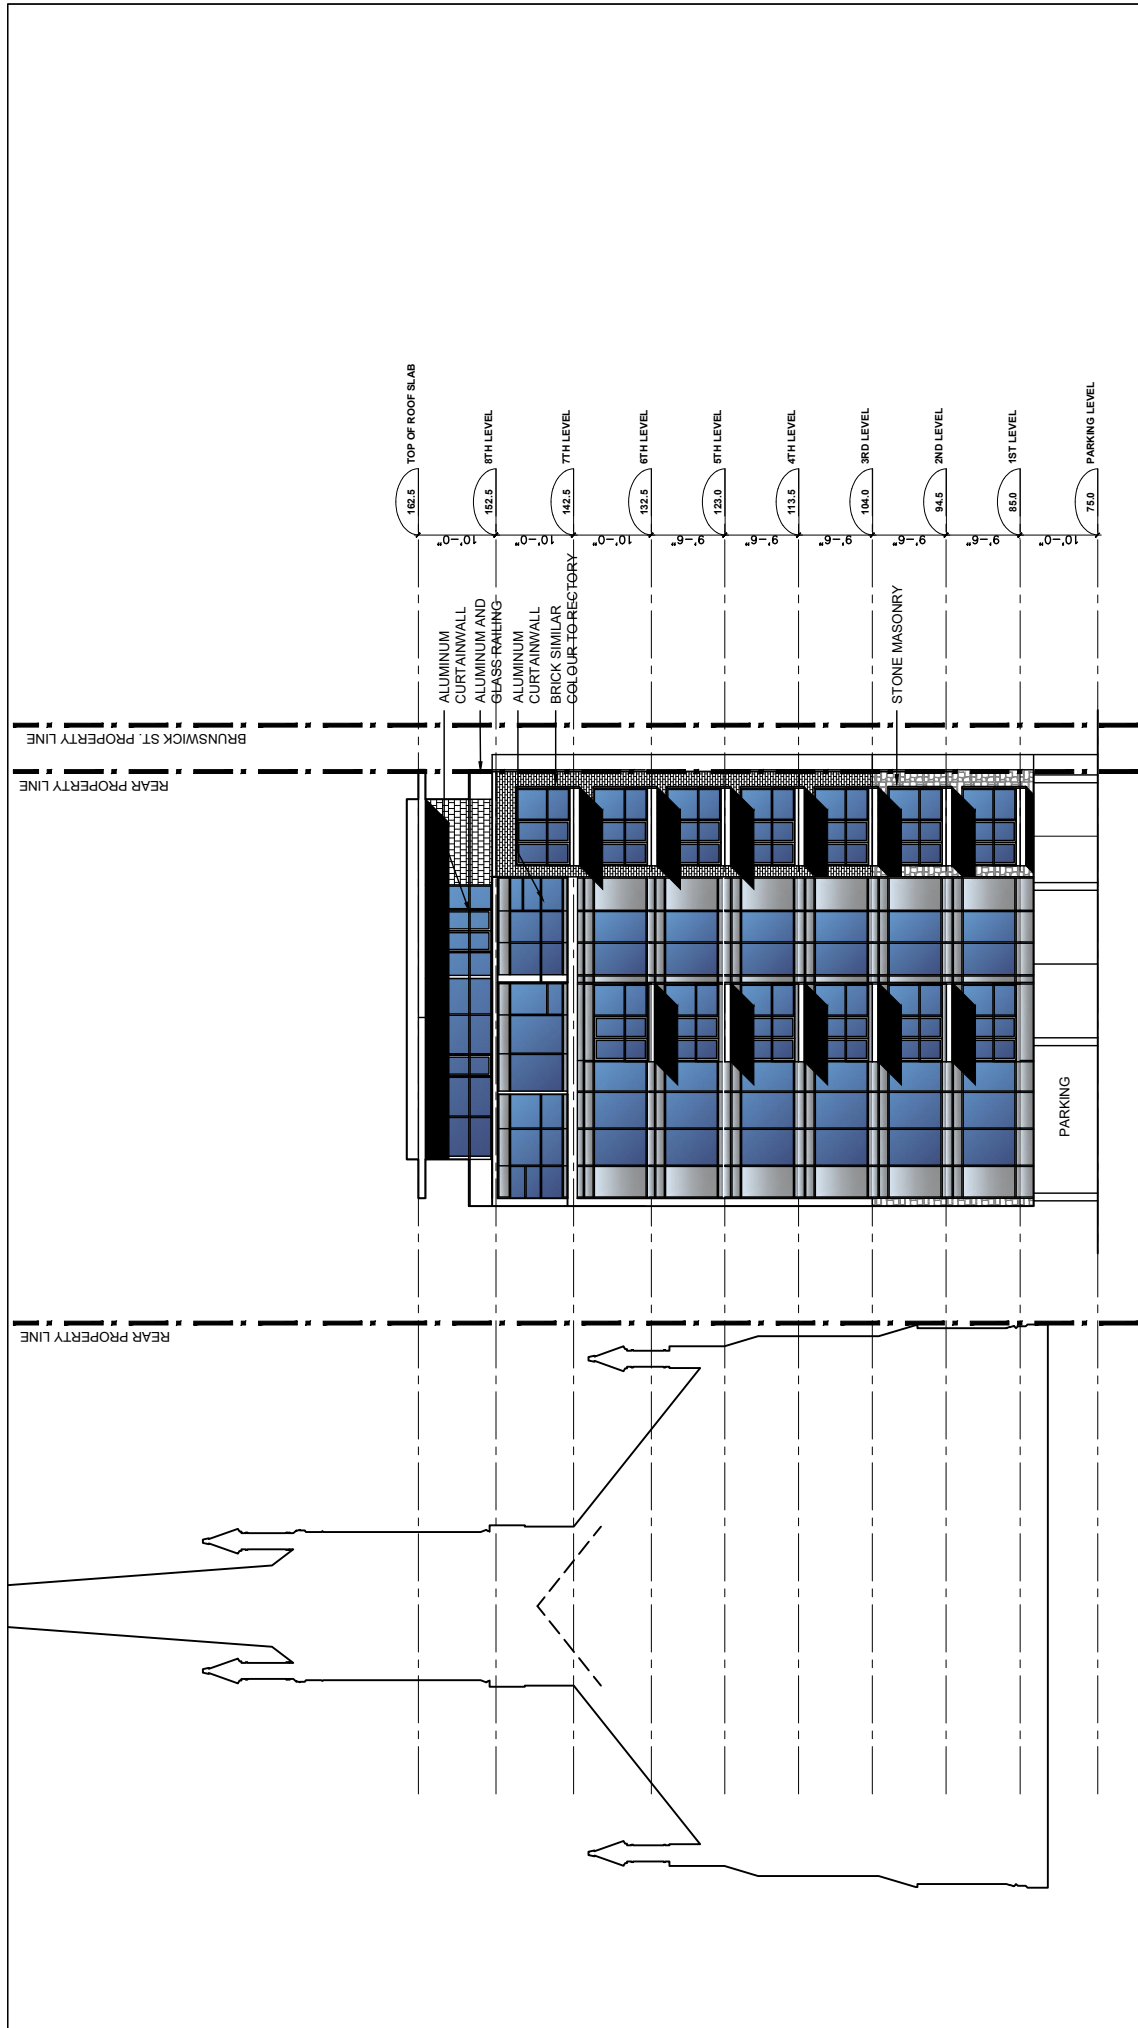 BRUNSWICK ST. PROPERTY LINE
REAR PROPERTY LINE
REAR PROPERTY LINE
162.5 TOP OF ROOF SLAB
10'-0"
152.5 8TH LEVEL
10'-0"
142.5 7TH LEVEL
10'-0"
132.5 6TH LEVEL
9'-6"
123.0 5TH LEVEL
9'-6"
113.5 4TH LEVEL
9'-6"
104.0 3RD LEVEL
9'-6"
94.5 2ND LEVEL
9'-6"
85.0 1ST LEVEL
10'-0"
75.0 PARKING LEVEL
ALUMINUM
CURTAINWALL
ALUMINUM AND
GLASS RAILING
ALUMINUM
CURTAINWALL
BRICK SIMILAR
COLOUR TO RECTORY
STONE MASONRY
PARKING